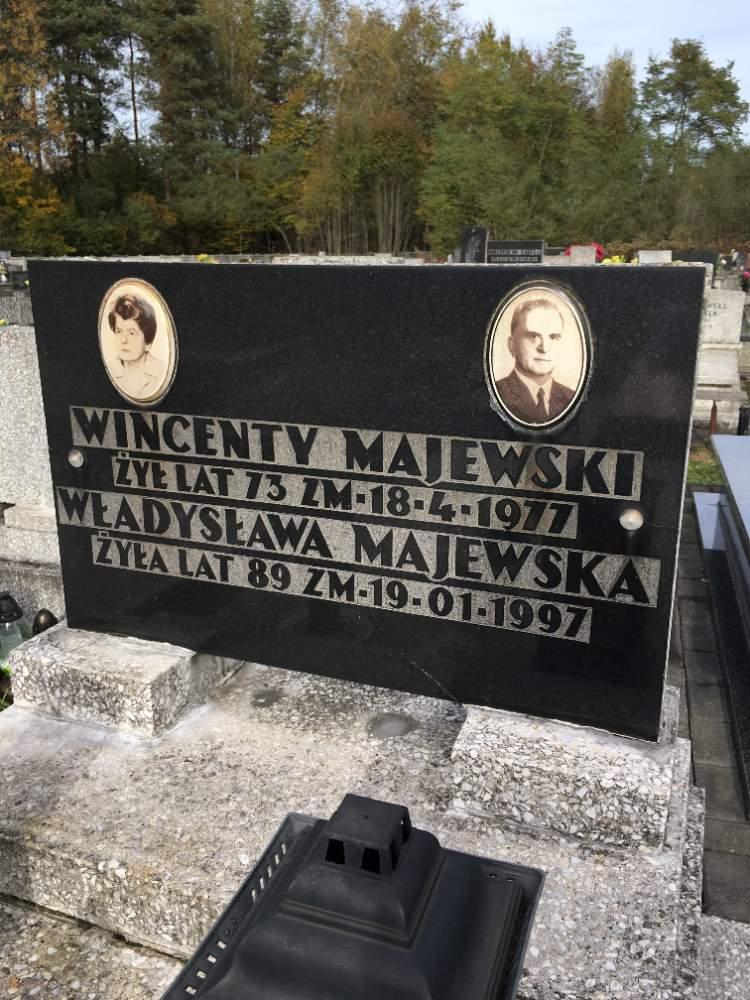 WINCENTY MAJEWSKI
ŻYŁ LAT 73 ZM-18-4-1977
WŁADYSŁAWA MAJEWSKA
ŻYŁA LAT 89 ZM-19-01-1997